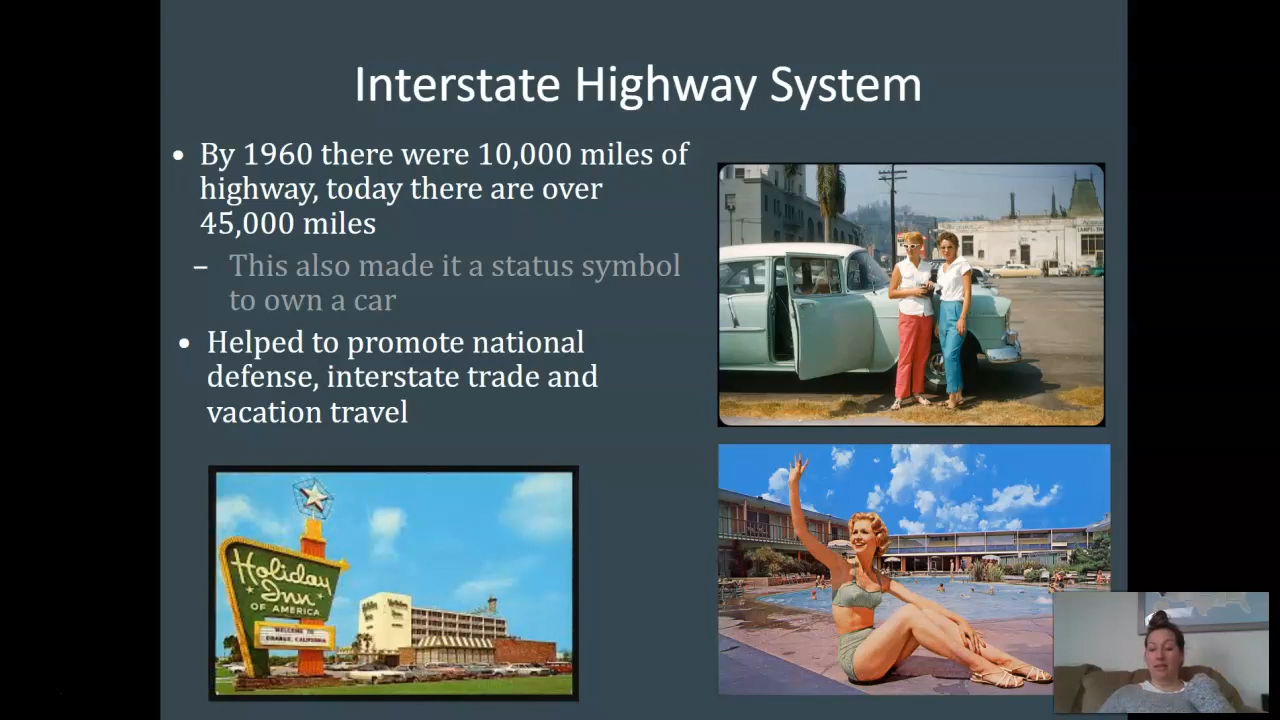 Interstate Highway System
• By 1960 there were 10,000 miles of
highway, today there are over
45,000 miles
– This also made it a status symbol
to own a car
• Helped to promote national
defense, interstate trade and
vacation travel
Holiday
Inn
OF AMERICA
WELCOME TO
ORANGE, CALIFORNIA